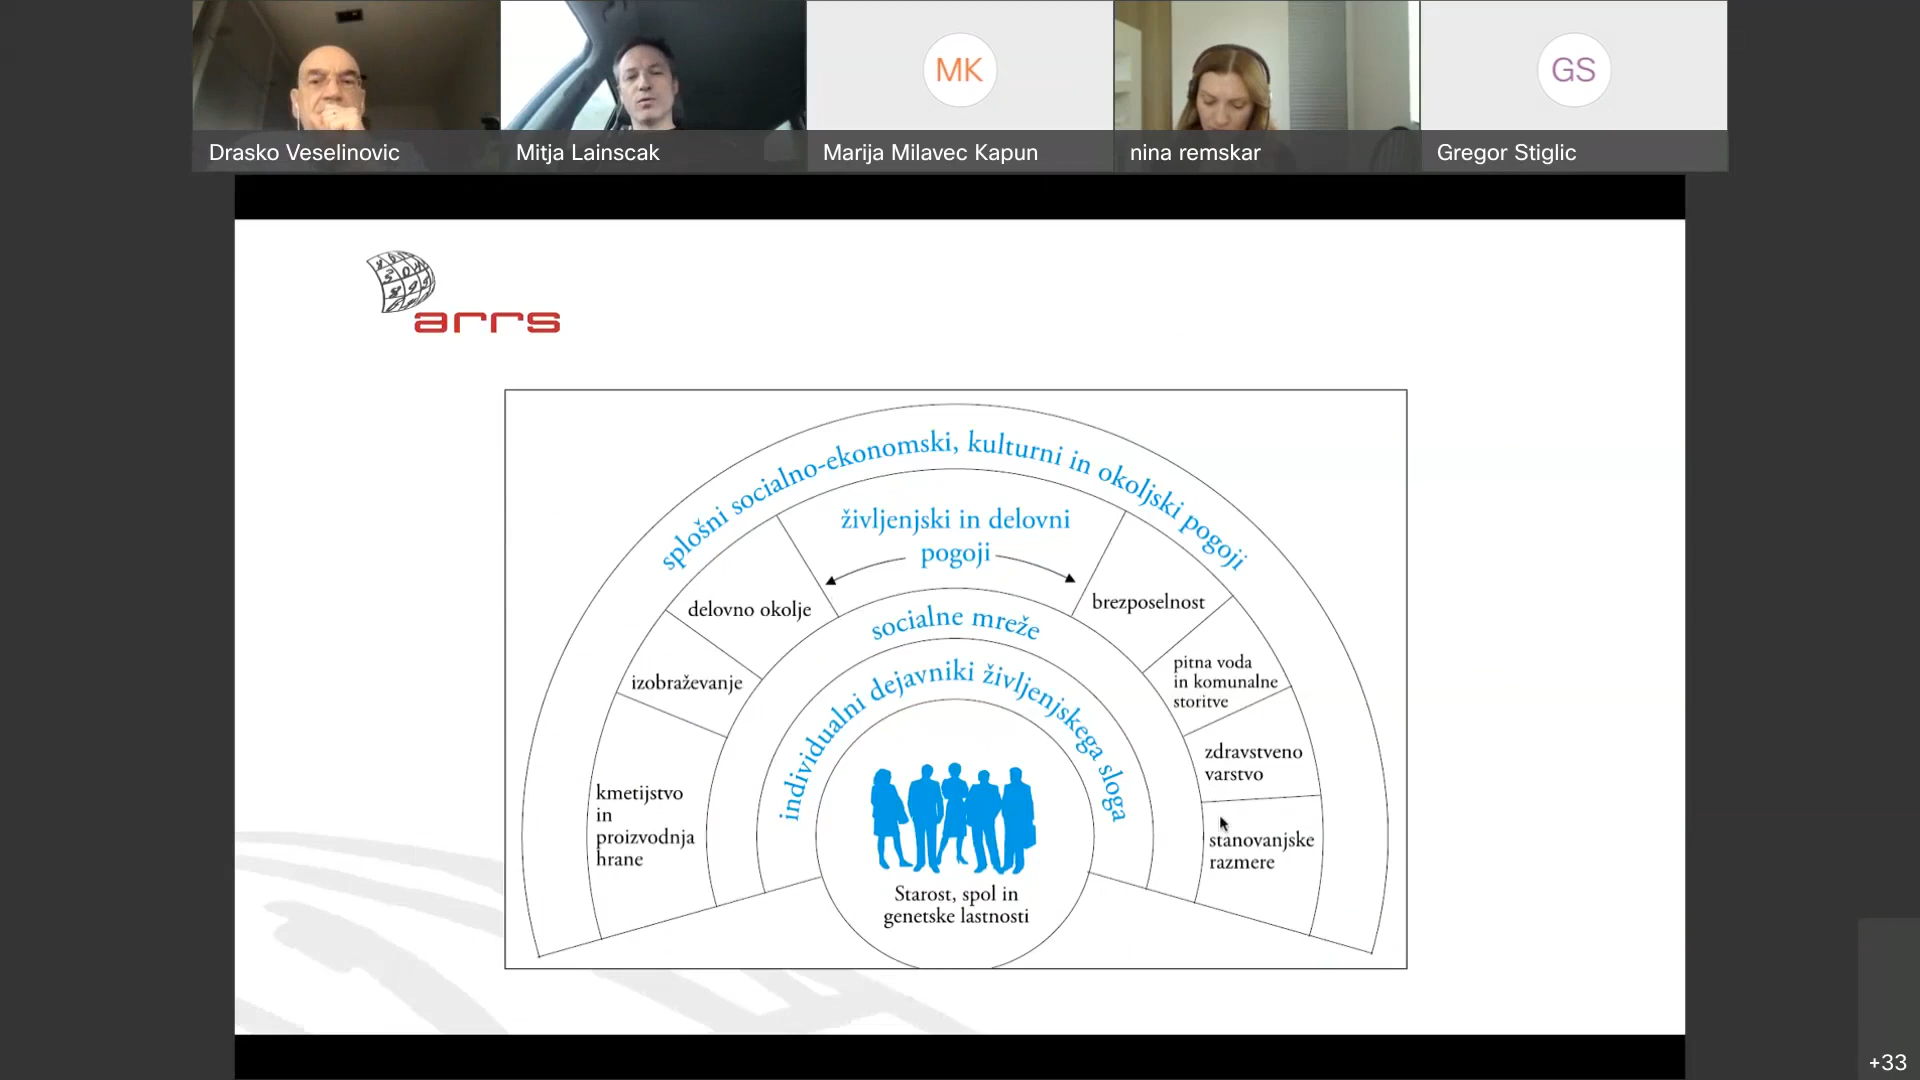 Drasko Veselinovic
Mitja Lainscak
MK
Marija Milavec Kapun
nina remskar
GS
Gregor Stiglic
arrs
splošni socialno-ekonomski, kulturni in okoljski pogoji
življenjski in delovni
pogoji
delovno okolje
brezposelnost
socialne mreže
izobraževanje
pitna voda
in komunalne
storitve
individualni dejavniki življenjskega sloga
zdravstveno
varstvo
kmetijstvo
in
proizvodnja
hrane
stanovanjske
razmere
Starost, spol in
genetske lastnosti
+33